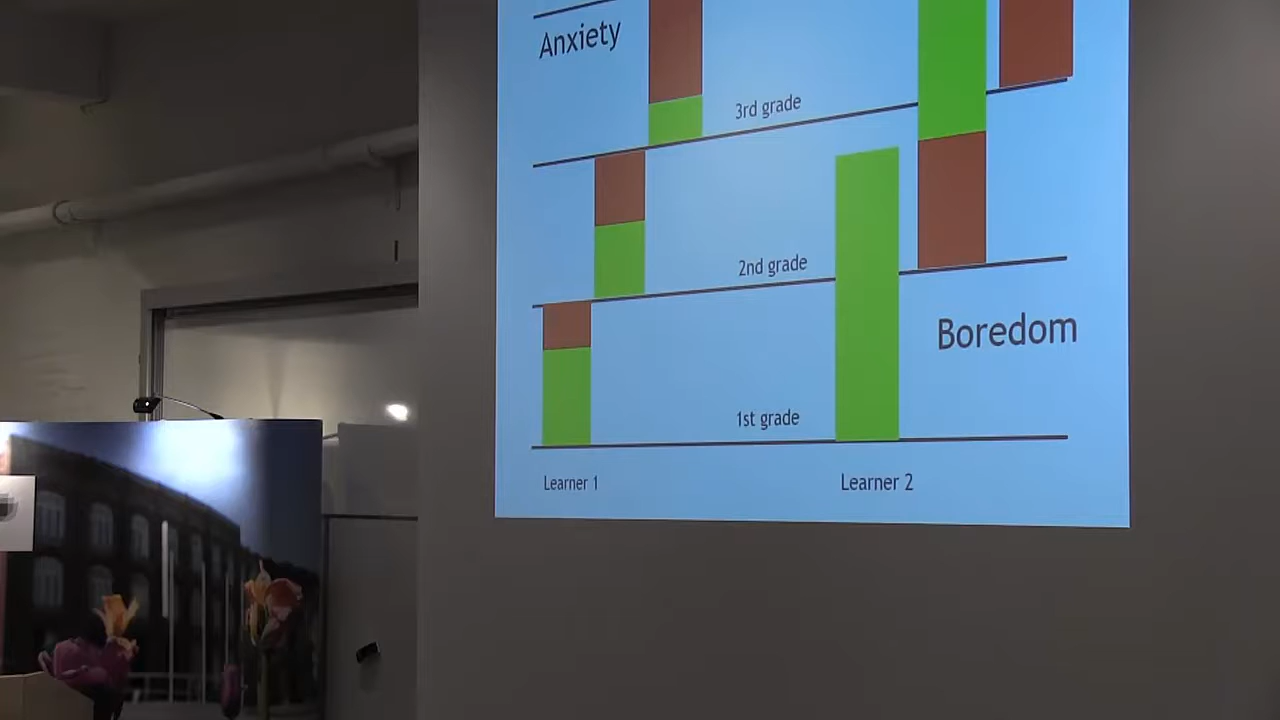 Anxiety
3rd grade
2nd grade
Boredom
1st grade
Learner 1
Learner 2